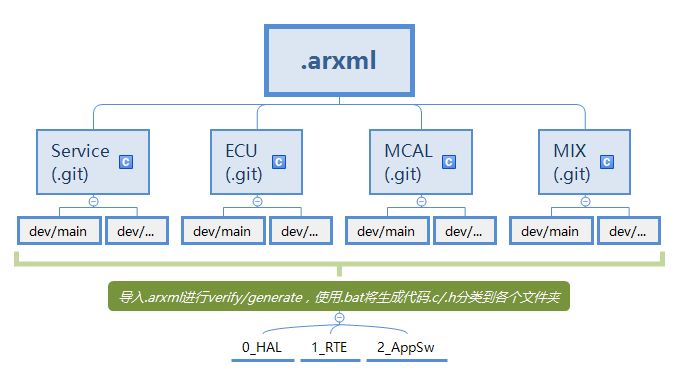 .arxml
Service
(.git)
C
ECU
(.git)
C
MCAL
(.git)
C
MIX
(.git)
C
dev/main
dev/...
dev/main
dev/...
dev/main
dev/...
dev/main
dev/...
导入.arxml进行verify/generate，使用.bat将生成代码.c/.h分类到各个文件夹
0_HAL
1_RTE
2_AppSw